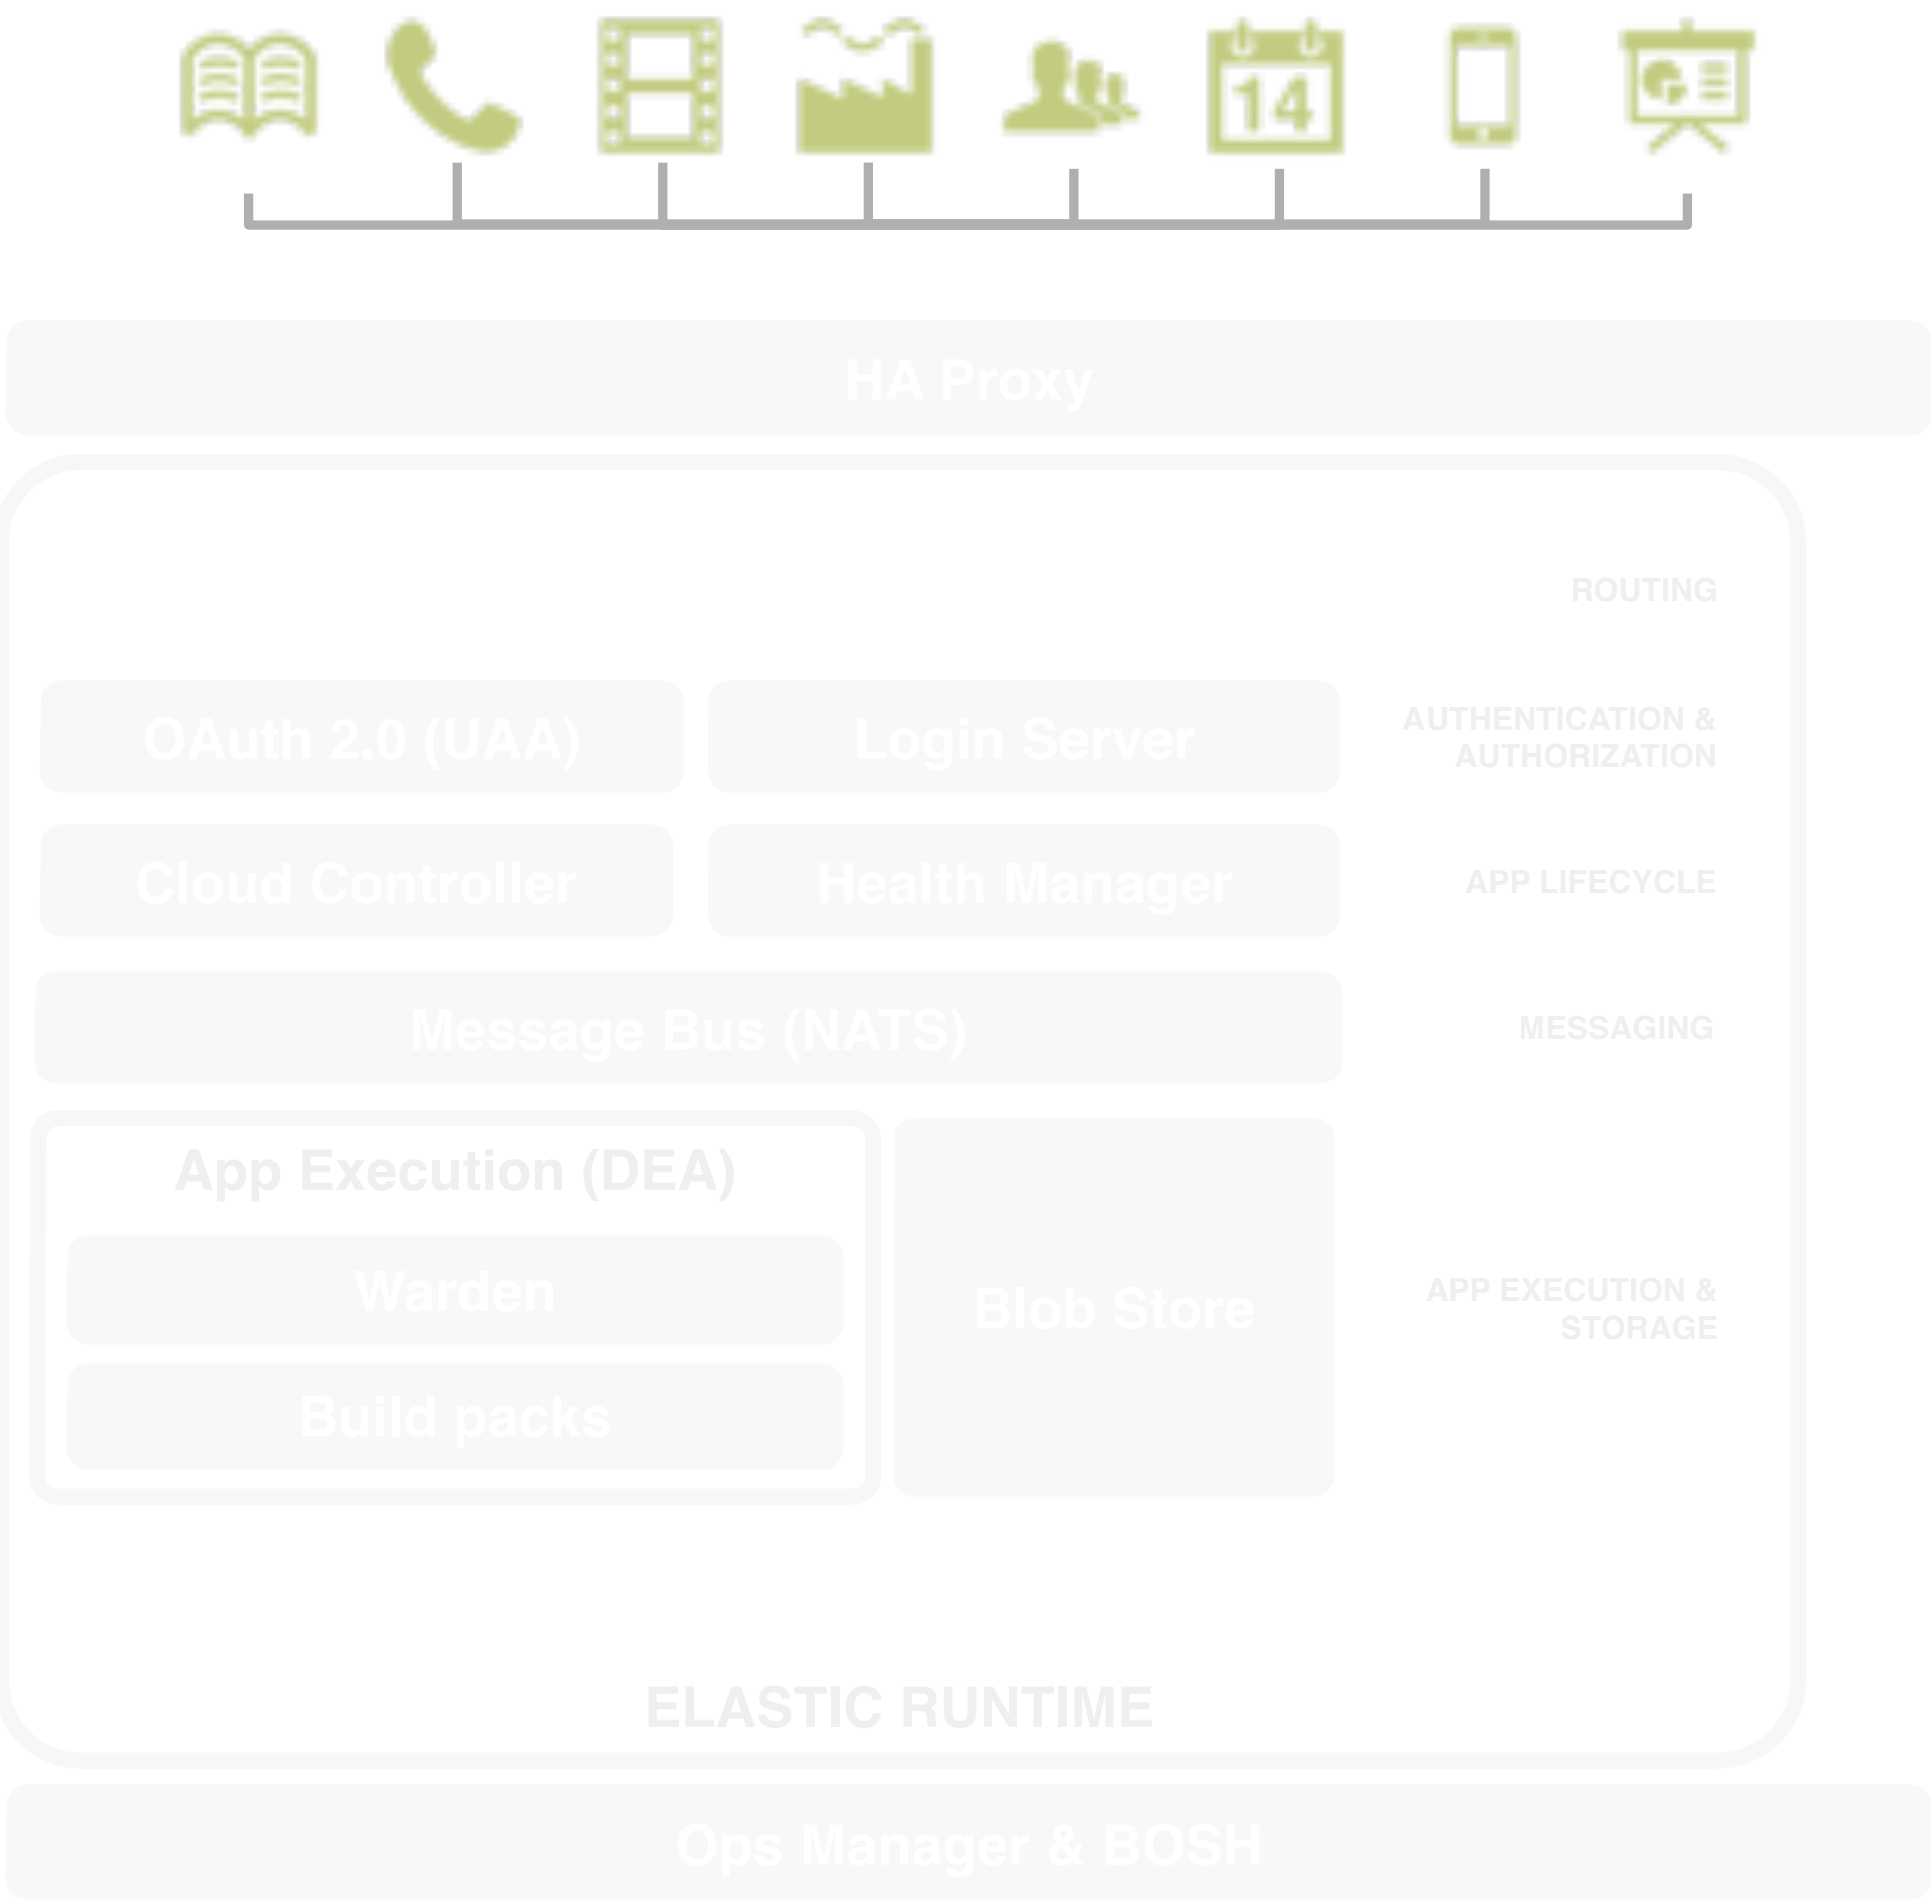 14
HA Proxy
ROUTING
OAuth 2.0 (UAA)
Login Server
AUTHENTICATION &
AUTHORIZATION
Cloud Controller
Health Manager
APP LIFECYCLE
Message Bus (NATS)
MESSAGING
App Execution (DEA)
Warden
Build packs
Blob Store
APP EXECUTION &
STORAGE
ELASTIC RUNTIME
Ops Manager & BOSH